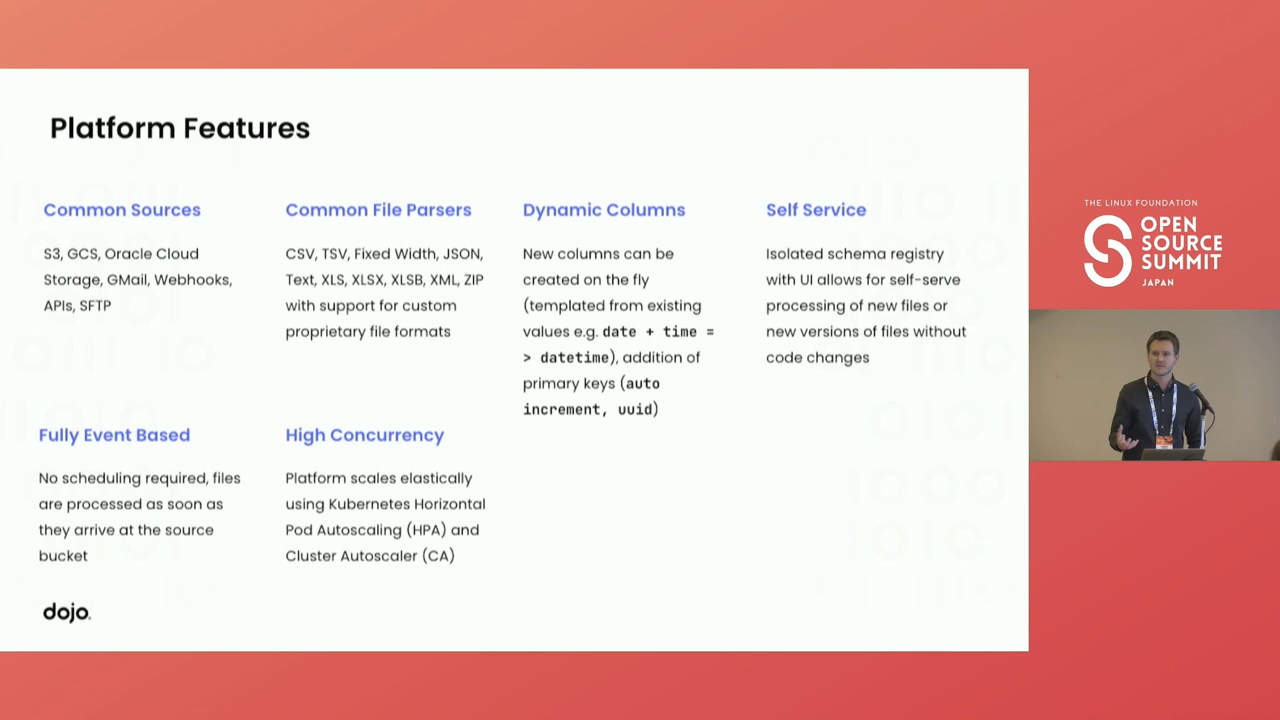 Platform Features
Common Sources
S3, GCS, Oracle Cloud
Storage, GMail, Webhooks,
APIs, SFTP
Common File Parsers
CSV, TSV, Fixed Width, JSON,
Text, XLS, XLSX, XLSB, XML, ZIP
with support for custom
proprietary file formats
Dynamic Columns
New columns can be
created on the fly
(templated from existing
values e.g. date + time =
> datetime), addition of
primary keys (auto
increment, uuid)
Self Service
Isolated schema registry
with UI allows for self-serve
processing of new files or
new versions of files without
code changes
Fully Event Based
No scheduling required, files
are processed as soon as
they arrive at the source
bucket
High Concurrency
Platform scales elastically
using Kubernetes Horizontal
Pod Autoscaling (HPA) and
Cluster Autoscaler (CA)
dojo.
THE LINUX FOUNDATION
OPEN
SOURCE
SUMMIT
JAPAN